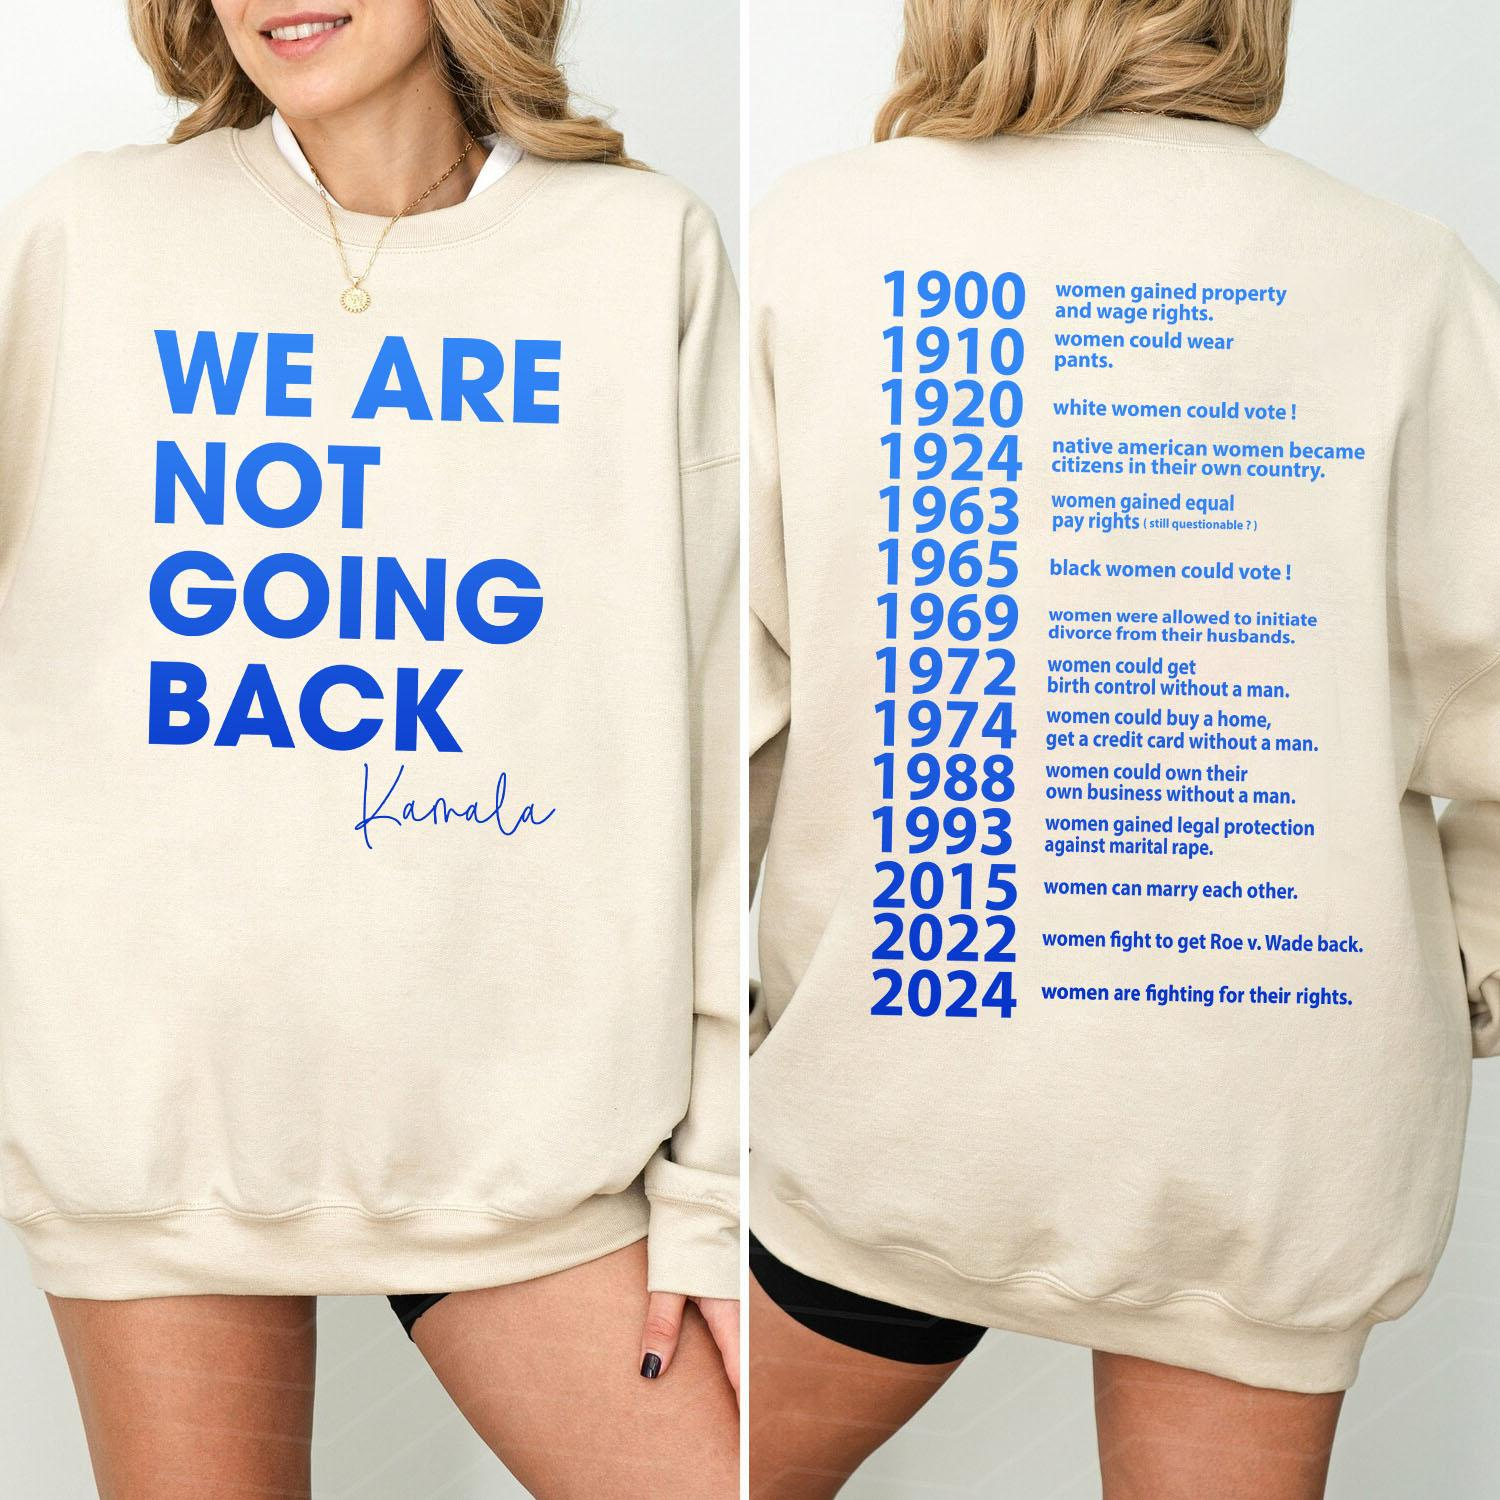 WE ARE
NOT
GOING
BACK
Kamala
1900 women gained property
and wage rights.
1910 women could wear
pants.
1920 white women could vote !
1924 native american women became
citizens in their own country.
1963 women gained equal
pay rights ( still questionable ? )
1965 black women could vote !
1969 women were allowed to initiate
divorce from their husbands.
1972 women could get
birth control without a man.
1974 women could buy a home,
get a credit card without a man.
1988 women could own their
own business without a man.
1993 women gained legal protection
against marital rape.
2015 women can marry each other.
2022 women fight to get Roe v. Wade back.
2024 women are fighting for their rights.